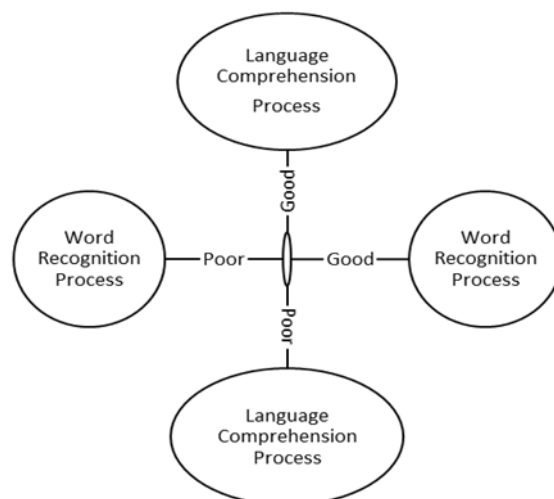 Language
Comprehension
Process
Good
Word
Recognition
Process
Poor
Good
Word
Recognition
Process
Poor
Language
Comprehension
Process